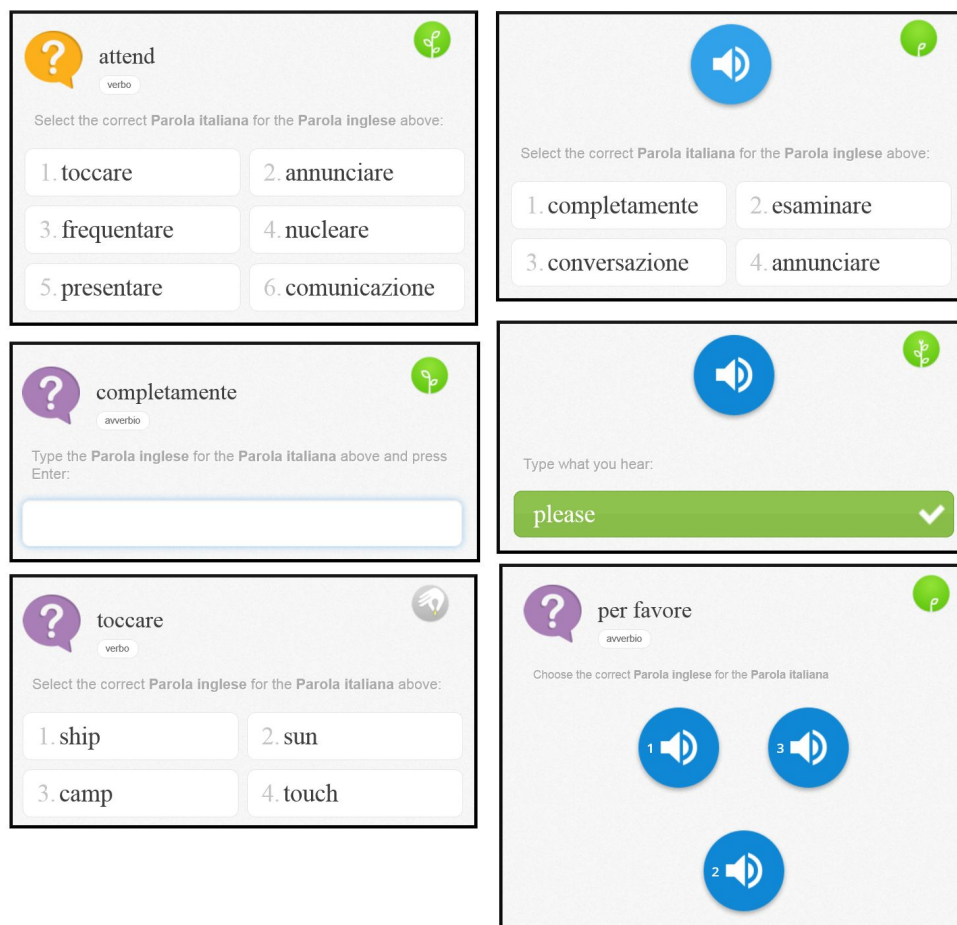 attend
verbo
Select the correct Parola italiana for the Parola inglese above:
1. toccare
2. annunciare
3. frequentare
4. nucleare
5. presentare
6. comunicazione
Select the correct Parola italiana for the Parola inglese above:
1. completamente
2. esaminare
3. conversazione
4. annunciare
completamente
avverbio
Type the Parola inglese for the Parola italiana above and press
Enter:
Type what you hear:
please
toccare
verbo
Select the correct Parola inglese for the Parola italiana above:
1. ship
2. sun
3. camp
4. touch
per favore
avverbio
Choose the correct Parola inglese for the Parola italiana
1
3
2